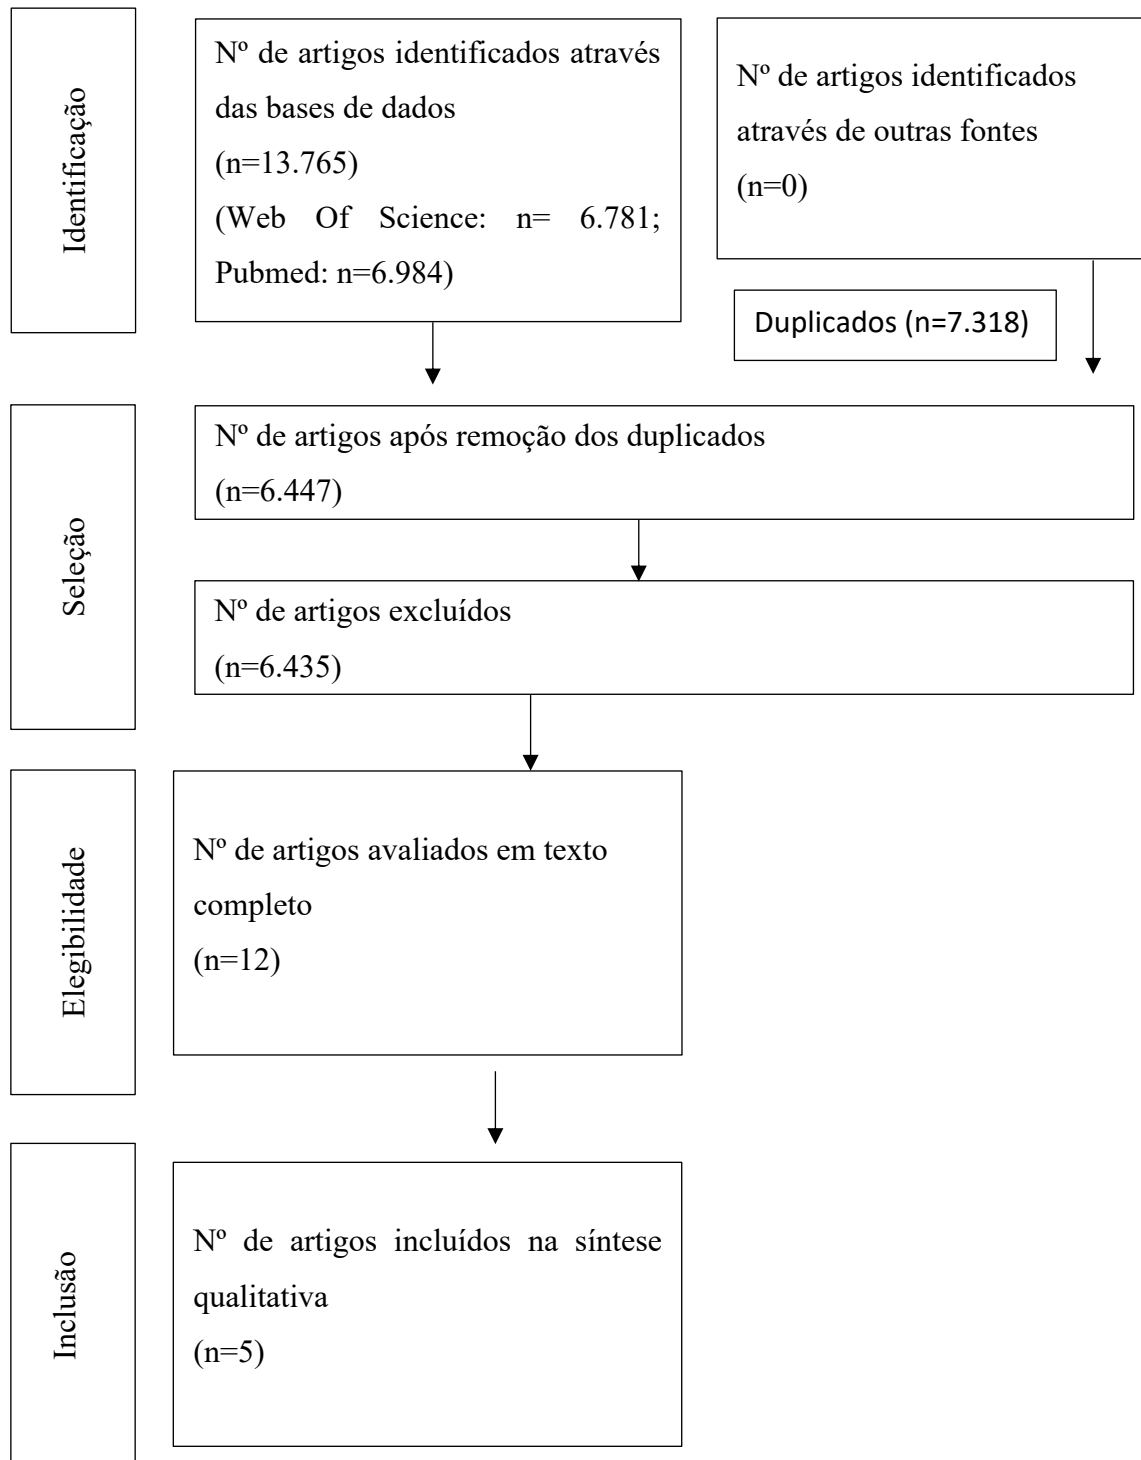 Identificação
Nº de artigos identificados através
das bases de dados
(n=13.765)
(Web Of Science: n= 6.781;
Pubmed: n=6.984)
Nº de artigos identificados
através de outras fontes
(n=0)
Duplicados (n=7.318)
Seleção
Nº de artigos após remoção dos duplicados
(n=6.447)
Nº de artigos excluídos
(n=6.435)
Elegibilidade
Nº de artigos avaliados em texto
completo
(n=12)
Inclusão
Nº de artigos incluídos na síntese
qualitativa
(n=5)